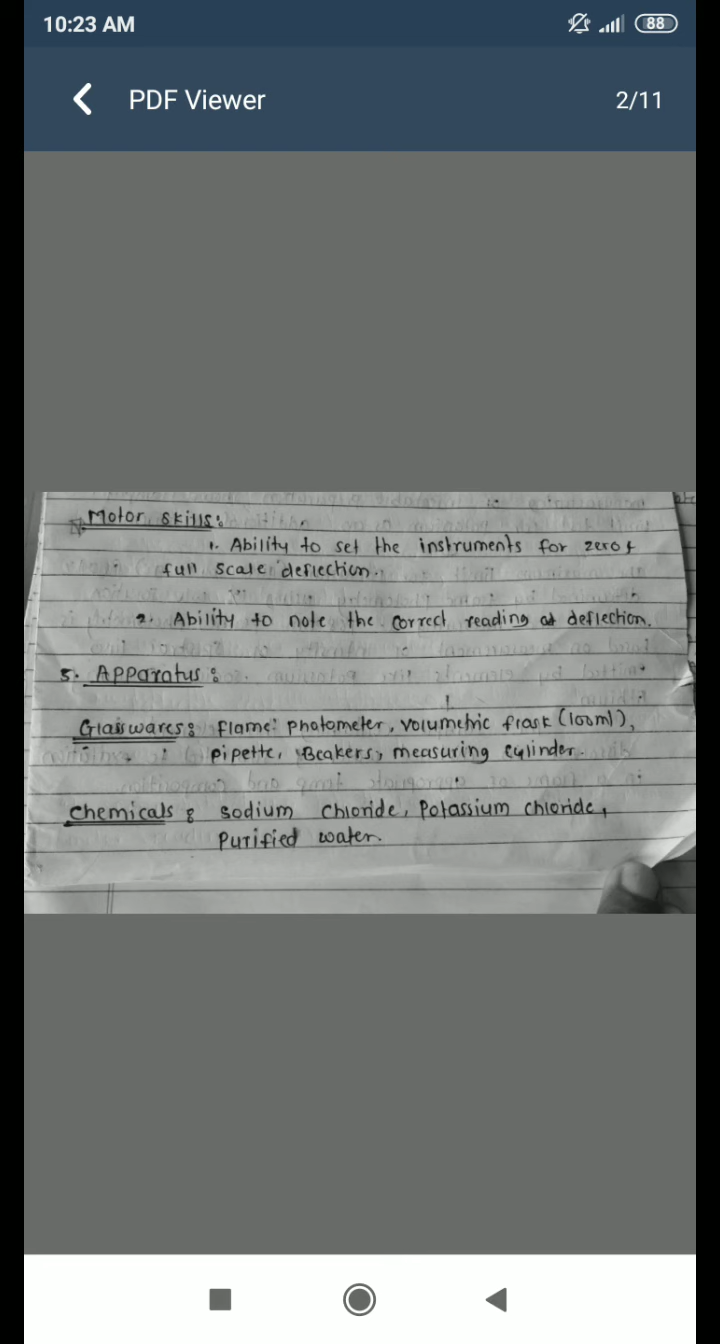 10:23 AM
88
PDF Viewer
2/11
Motor skills:
1. Ability to set the instruments for zero &
full scale deflection.
2. Ability to note the correct reading at deflection.
5. Apparatus:
Glasswares: flame photometer, volumetric flask (100ml),
pipette, Beakers, measuring cylinder.
Chemicals: Sodium chloride, Potassium chloride,
Purified water.